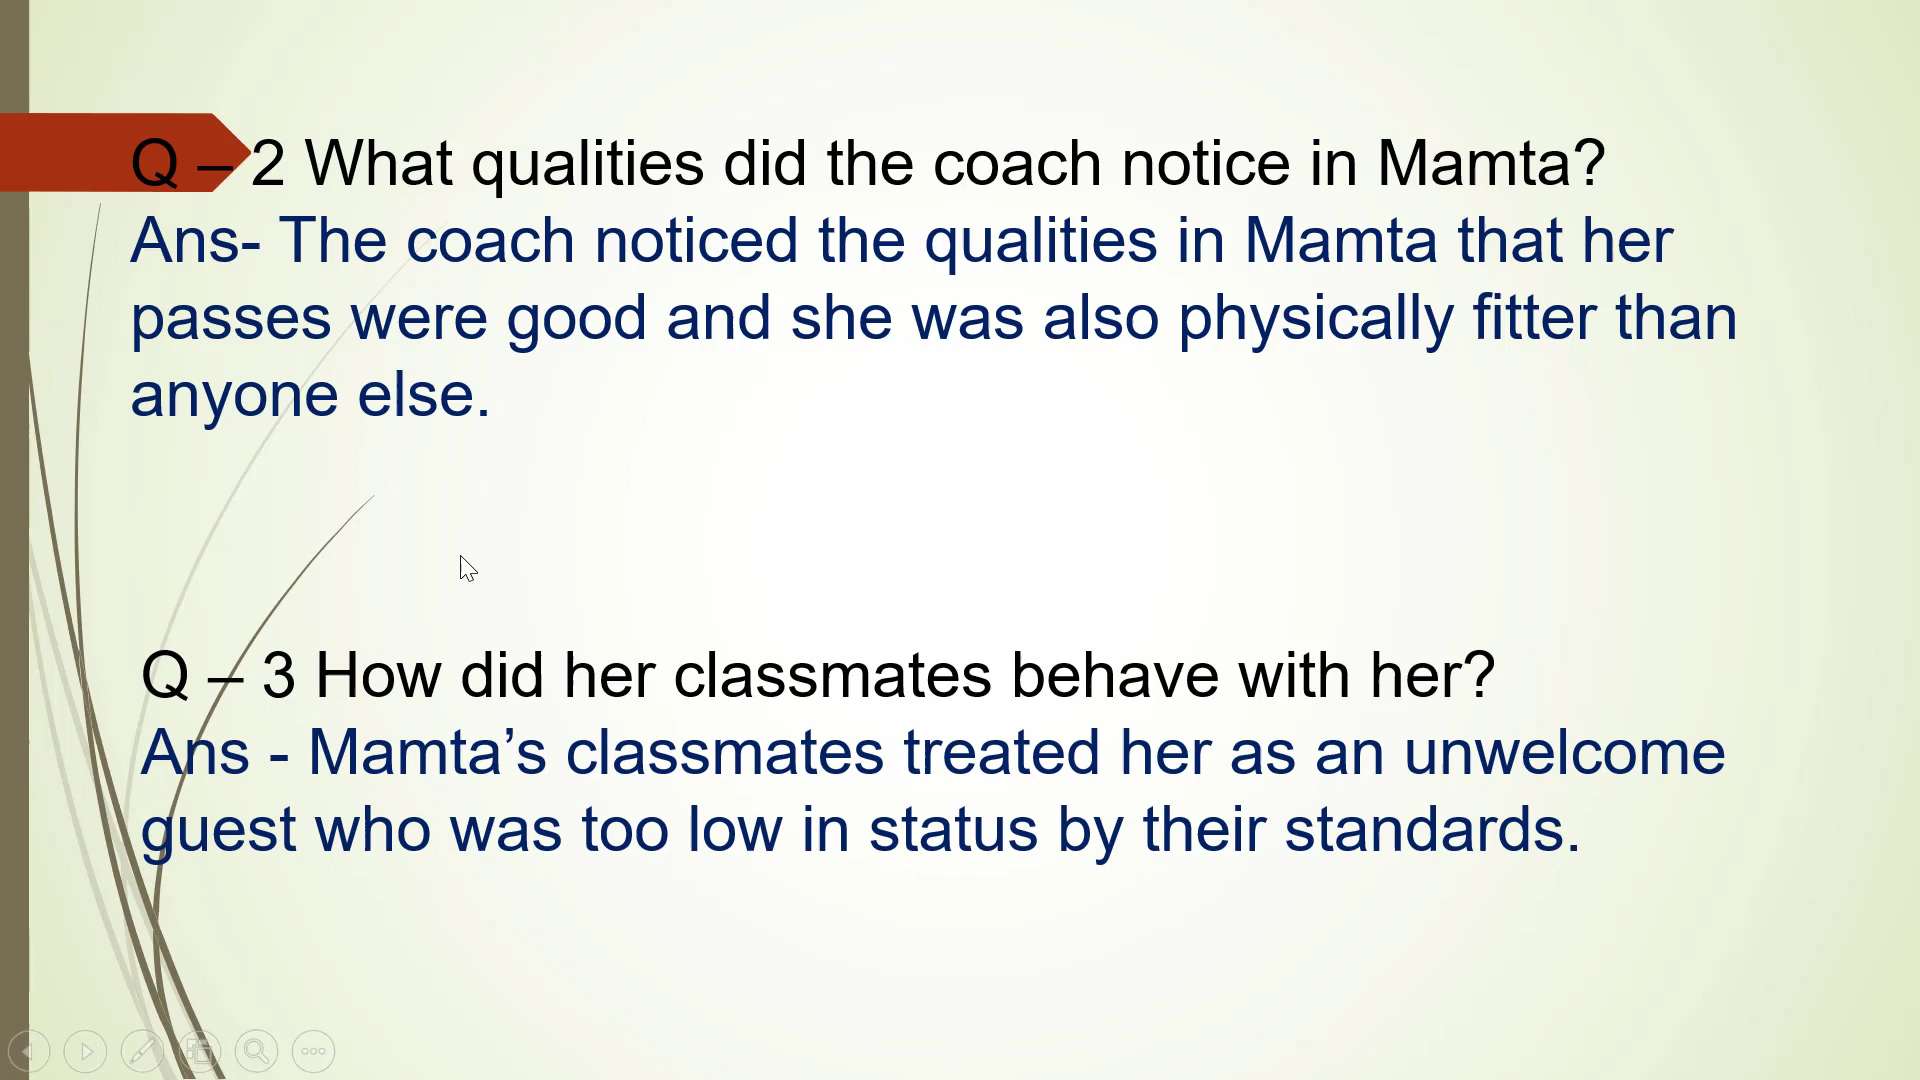 Q – 2 What qualities did the coach notice in Mamta?
Ans- The coach noticed the qualities in Mamta that her
passes were good and she was also physically fitter than
anyone else.
Q – 3 How did her classmates behave with her?
Ans - Mamta’s classmates treated her as an unwelcome
guest who was too low in status by their standards.